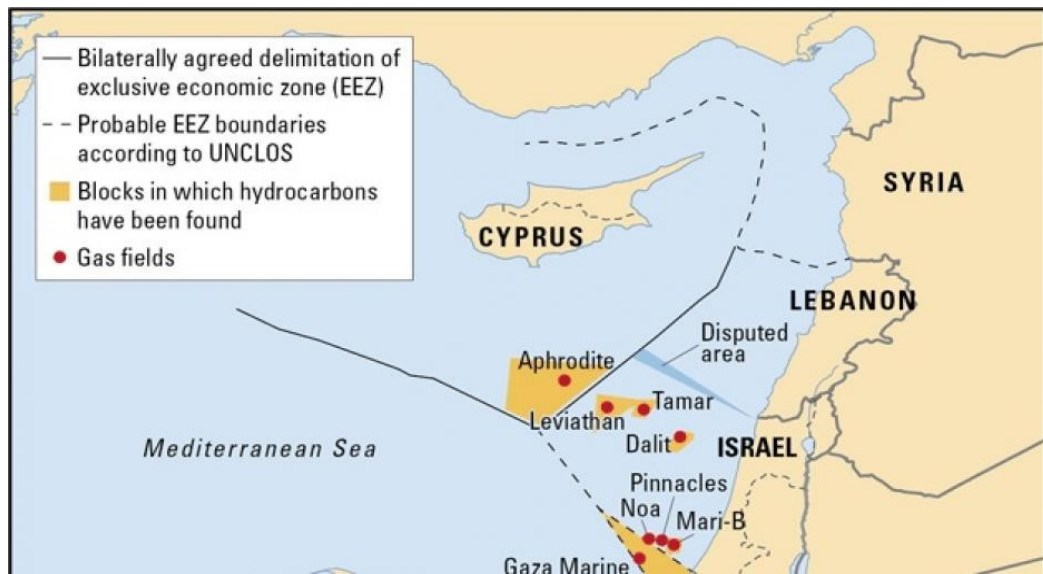 Bilaterally agreed delimitation of
exclusive economic zone (EEZ)
Probable EEZ boundaries
according to UNCLOS
Blocks in which hydrocarbons
have been found
Gas fields
SYRIA
CYPRUS
LEBANON
Disputed
area
Aphrodite
Tamar
Leviathan
Dalit
ISRAEL
Mediterranean Sea
Pinnacles
Noa
Mari-B
Gaza Marine